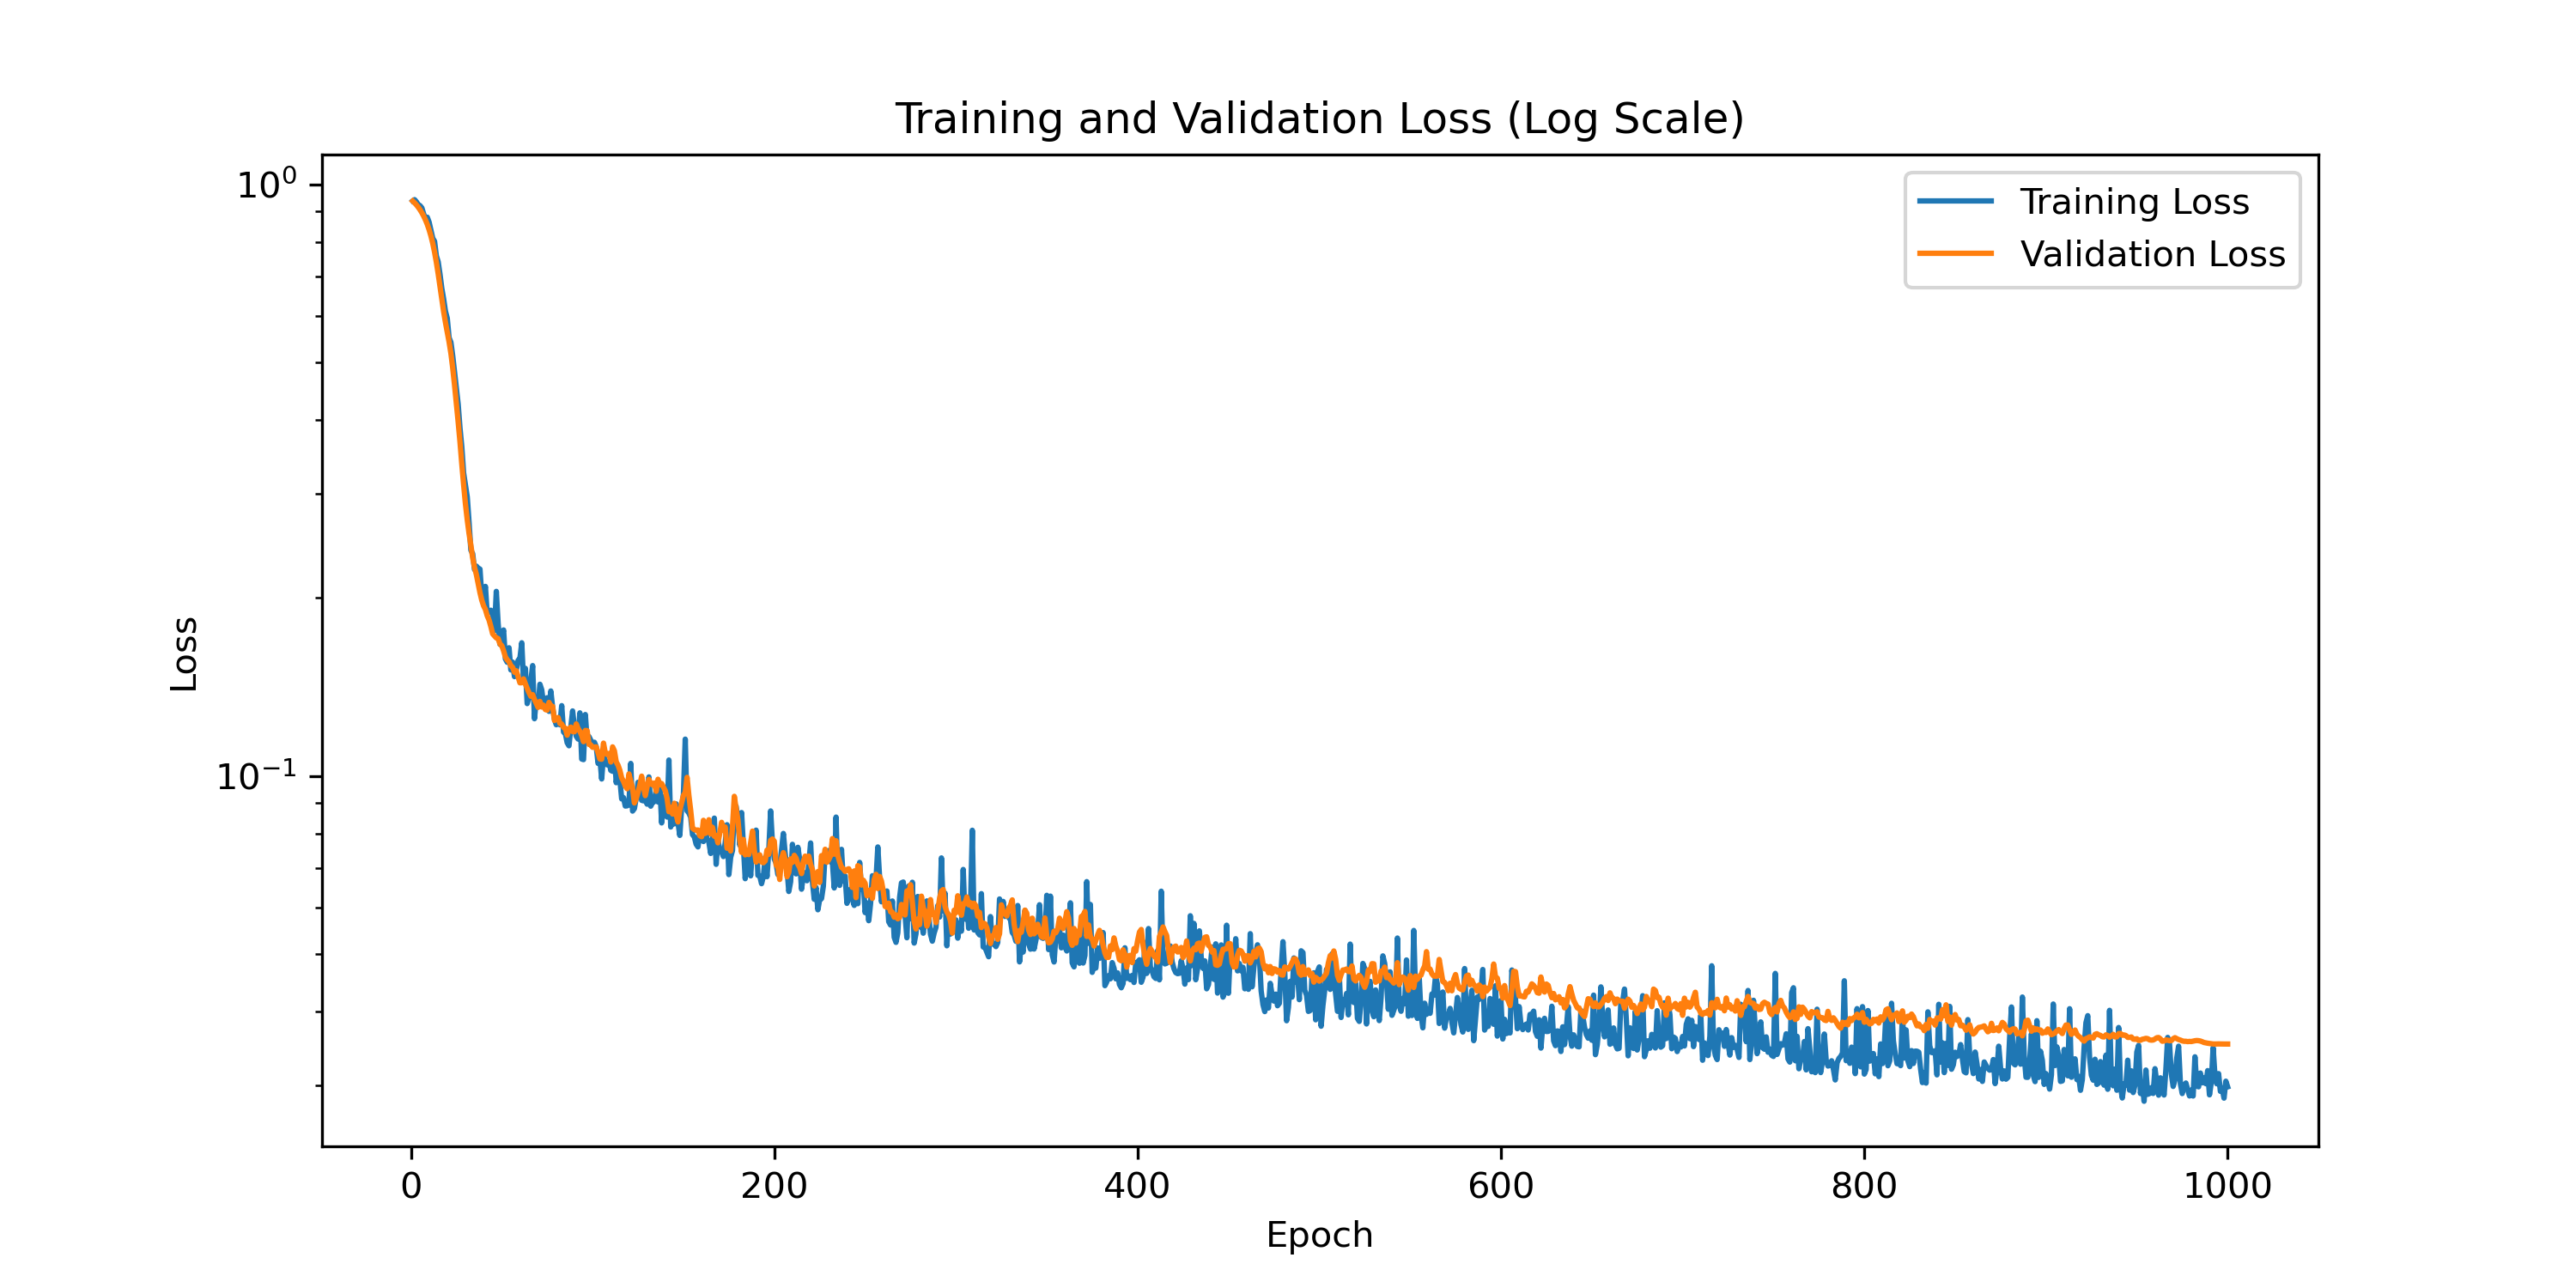 Training and Validation Loss (Log Scale)
10⁰
Training Loss
Validation Loss
Loss
10⁻¹
0 200 400 600 800 1000
Epoch